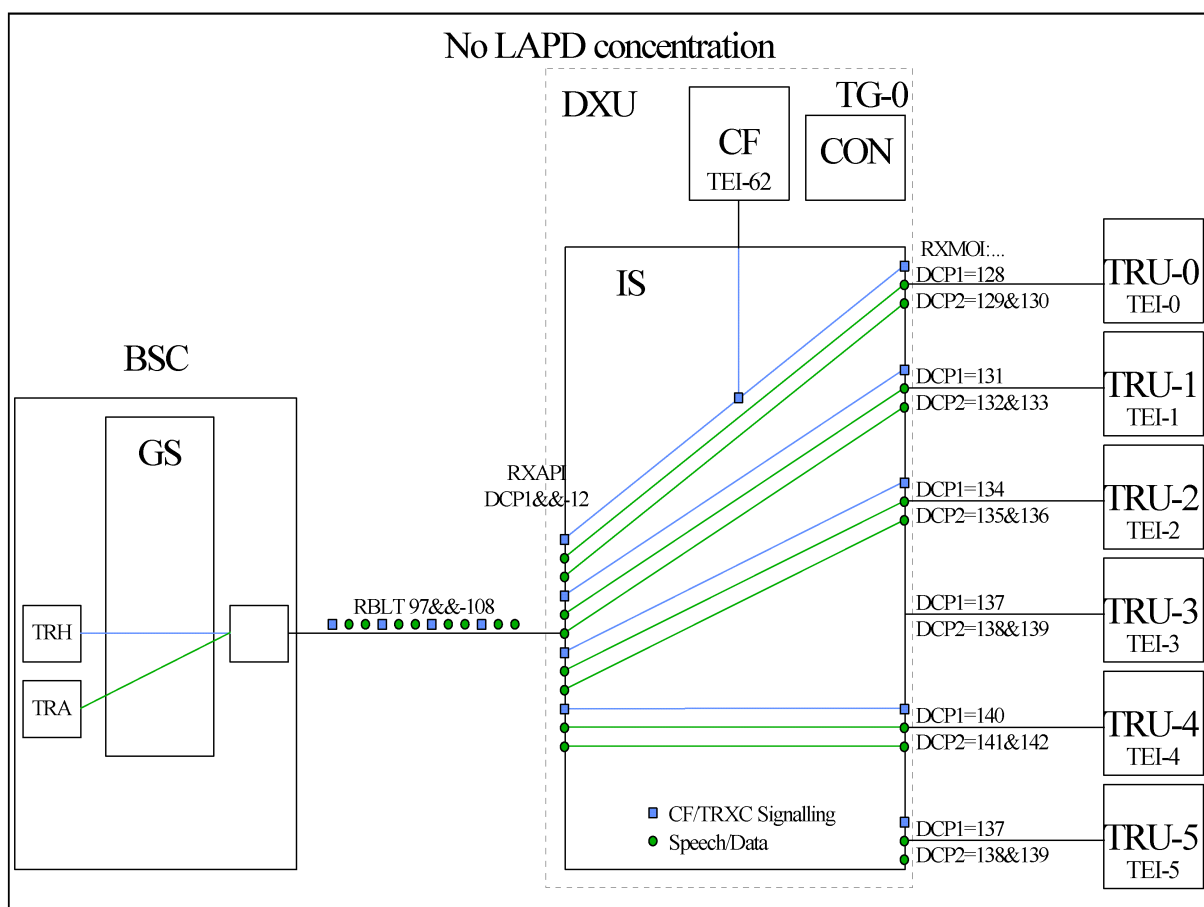 No LAPD concentration
DXU
TG-0
CF
TEI-62
CON
IS
RXMOI:...
DCP1=128
DCP2=129&130
TRU-0
TEI-0
DCP1=131
DCP2=132&133
TRU-1
TEI-1
BSC
GS
RXAPI
DCP1&&-12
DCP1=134
DCP2=135&136
TRU-2
TEI-2
RBLT 97&&-108
TRH
TRA
DCP1=137
DCP2=138&139
TRU-3
TEI-3
DCP1=140
DCP2=141&142
TRU-4
TEI-4
CF/TRXC Signalling
Speech/Data
DCP1=137
DCP2=138&139
TRU-5
TEI-5